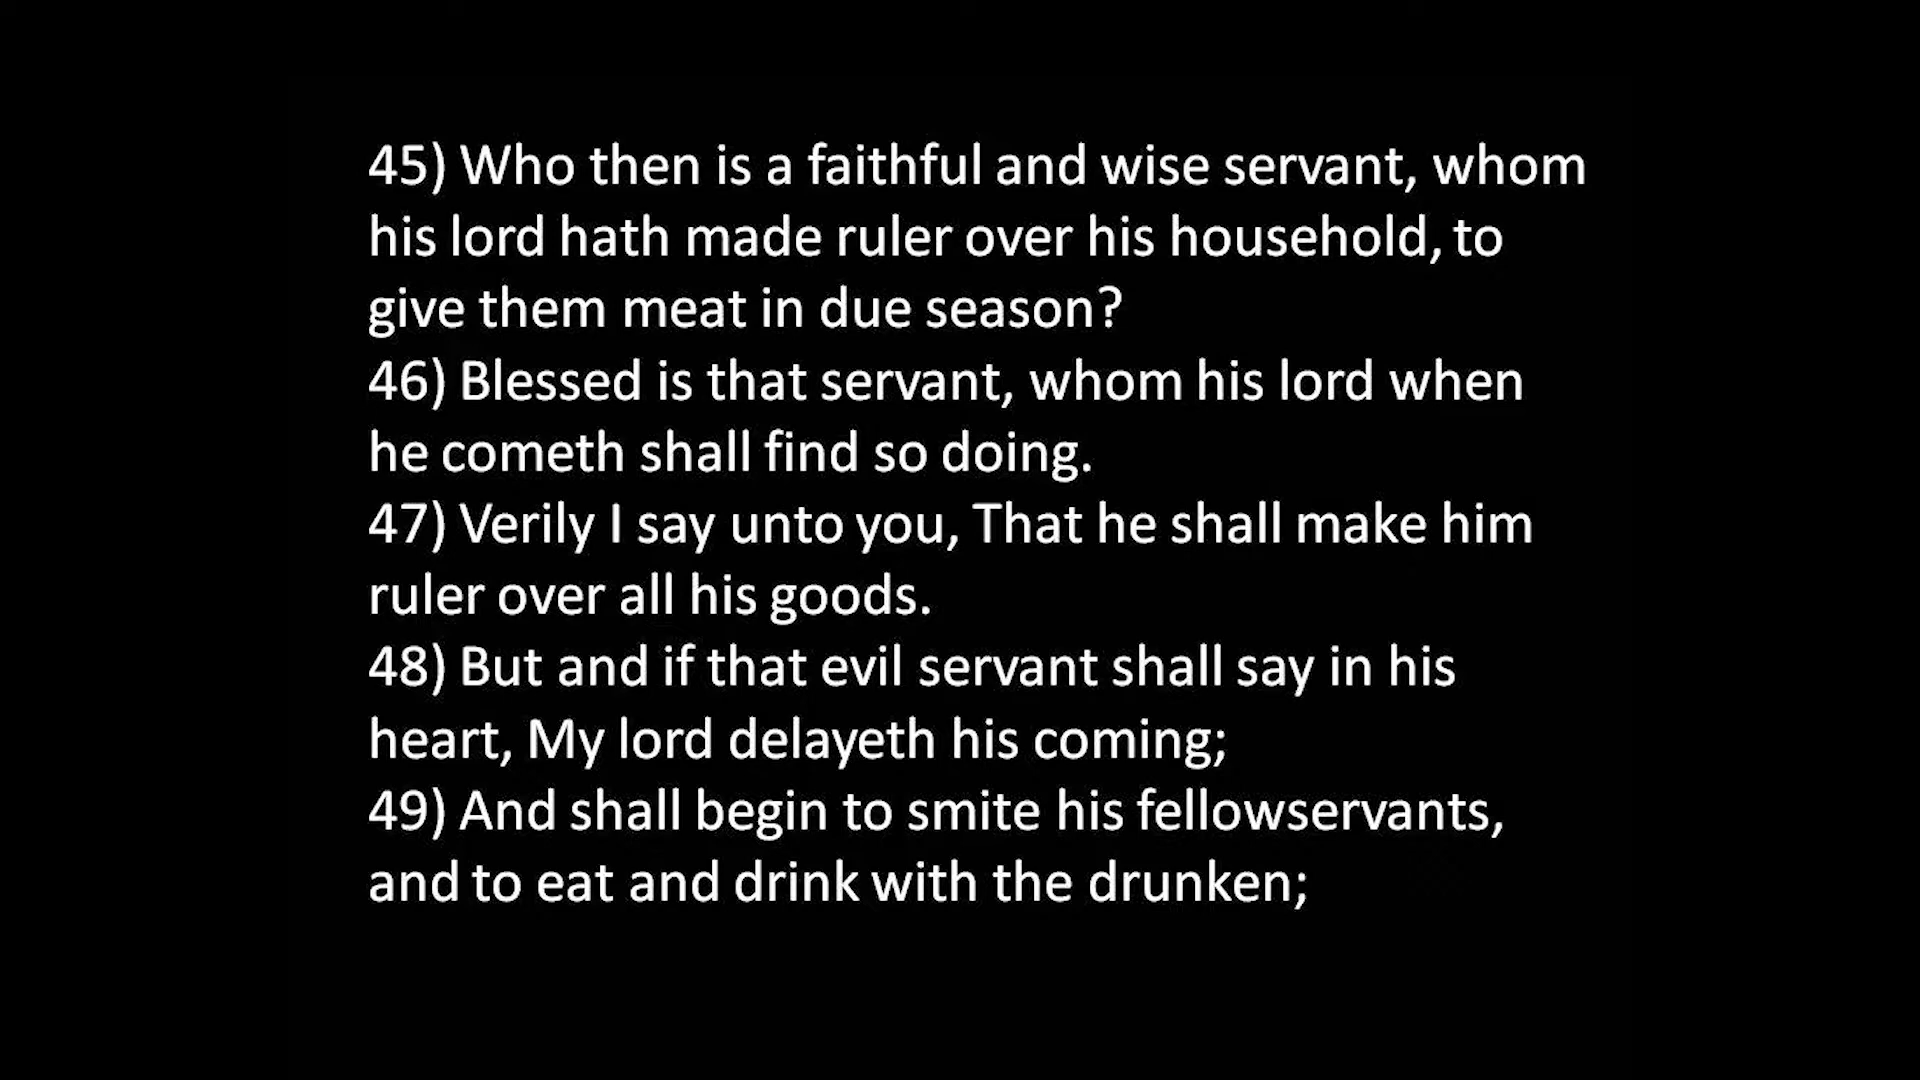 45) Who then is a faithful and wise servant, whom
his lord hath made ruler over his household, to
give them meat in due season?
46) Blessed is that servant, whom his lord when
he cometh shall find so doing.
47) Verily I say unto you, That he shall make him
ruler over all his goods.
48) But and if that evil servant shall say in his
heart, My lord delayeth his coming;
49) And shall begin to smite his fellowservants,
and to eat and drink with the drunken;